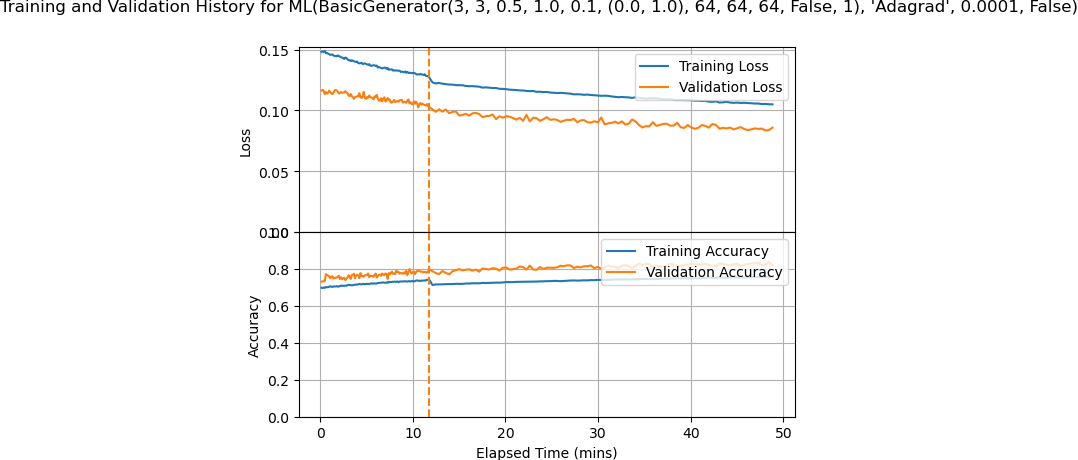 Training and Validation History for ML(BasicGenerator(3, 3, 0.5, 1.0, 0.1, (0.0, 1.0), 64, 64, 64, False, 1), 'Adagrad', 0.0001, False)
0.15
0.10
0.05
0.00
Loss
Training Loss
Validation Loss
1.0
0.8
0.6
0.4
0.2
0.0
Accuracy
Training Accuracy
Validation Accuracy
0 10 20 30 40 50
Elapsed Time (mins)